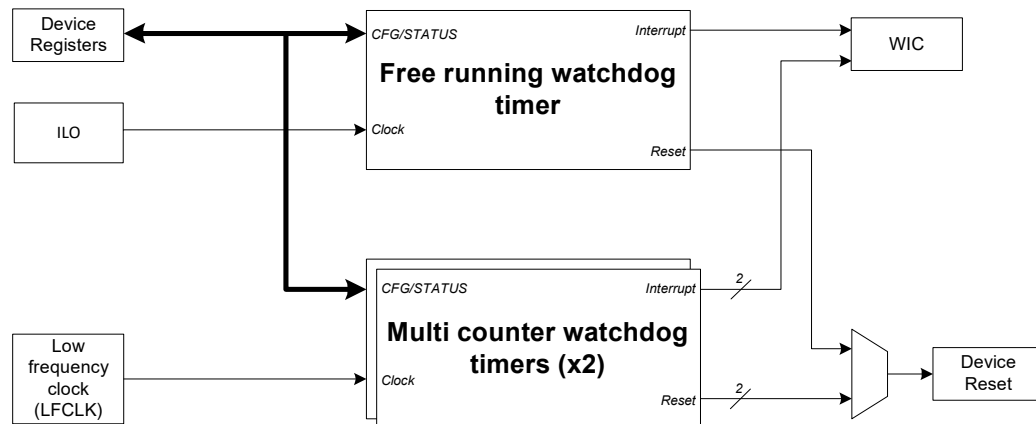 Device
Registers
CFG/STATUS
Interrupt
WIC
Free running watchdog
timer
ILO
Clock
Reset
CFG/STATUS
Interrupt
2
Multi counter watchdog
timers (x2)
Low
frequency
clock
(LFCLK)
Clock
Reset
2
Device
Reset